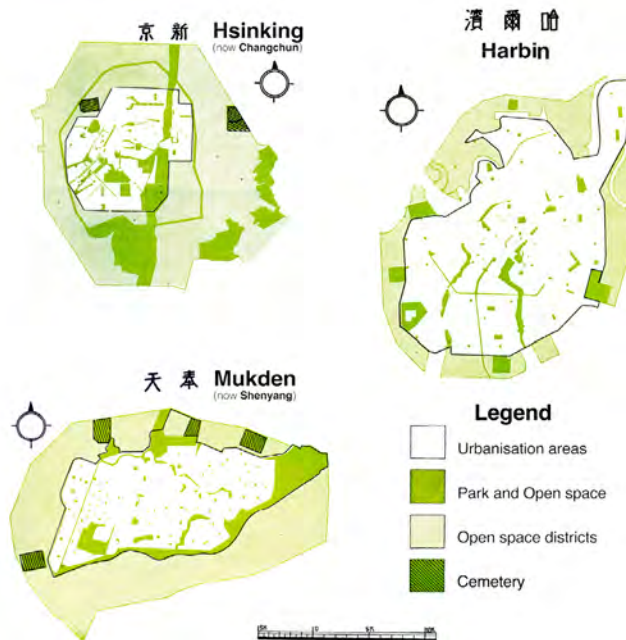 京 新 Hsinking
(now Changchun)
濱 爾 哈
Harbin
天 奉 Mukden
(now Shenyang)
Legend
Urbanisation areas
Park and Open space
Open space districts
Cemetery